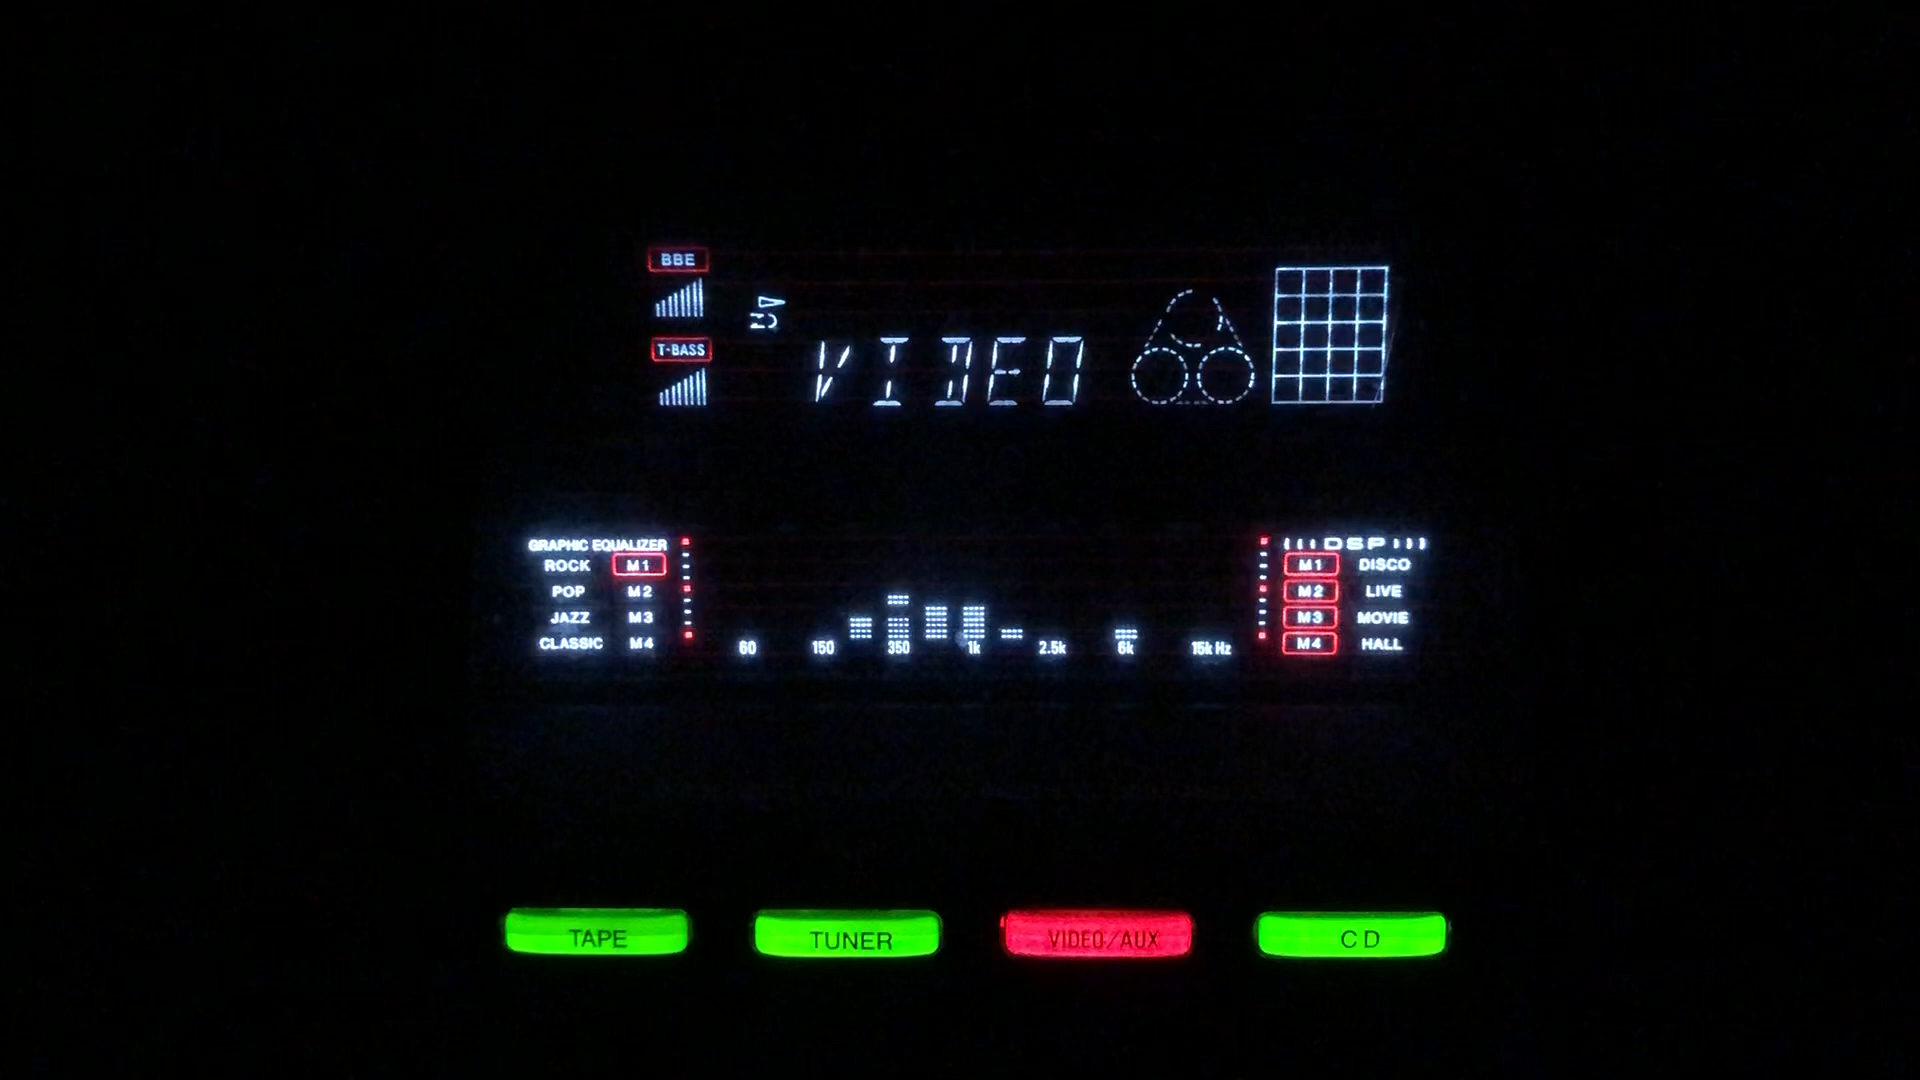 BBE
T-BASS
VIDEO
GRAPHIC EQUALIZER
ROCK M1
POP M2
JAZZ M3
CLASSIC M4
60 150 350 1k 2.5k 6k 15k Hz
DSP
M1 DISCO
M2 LIVE
M3 MOVIE
M4 HALL
TAPE TUNER VIDEO/AUX CD